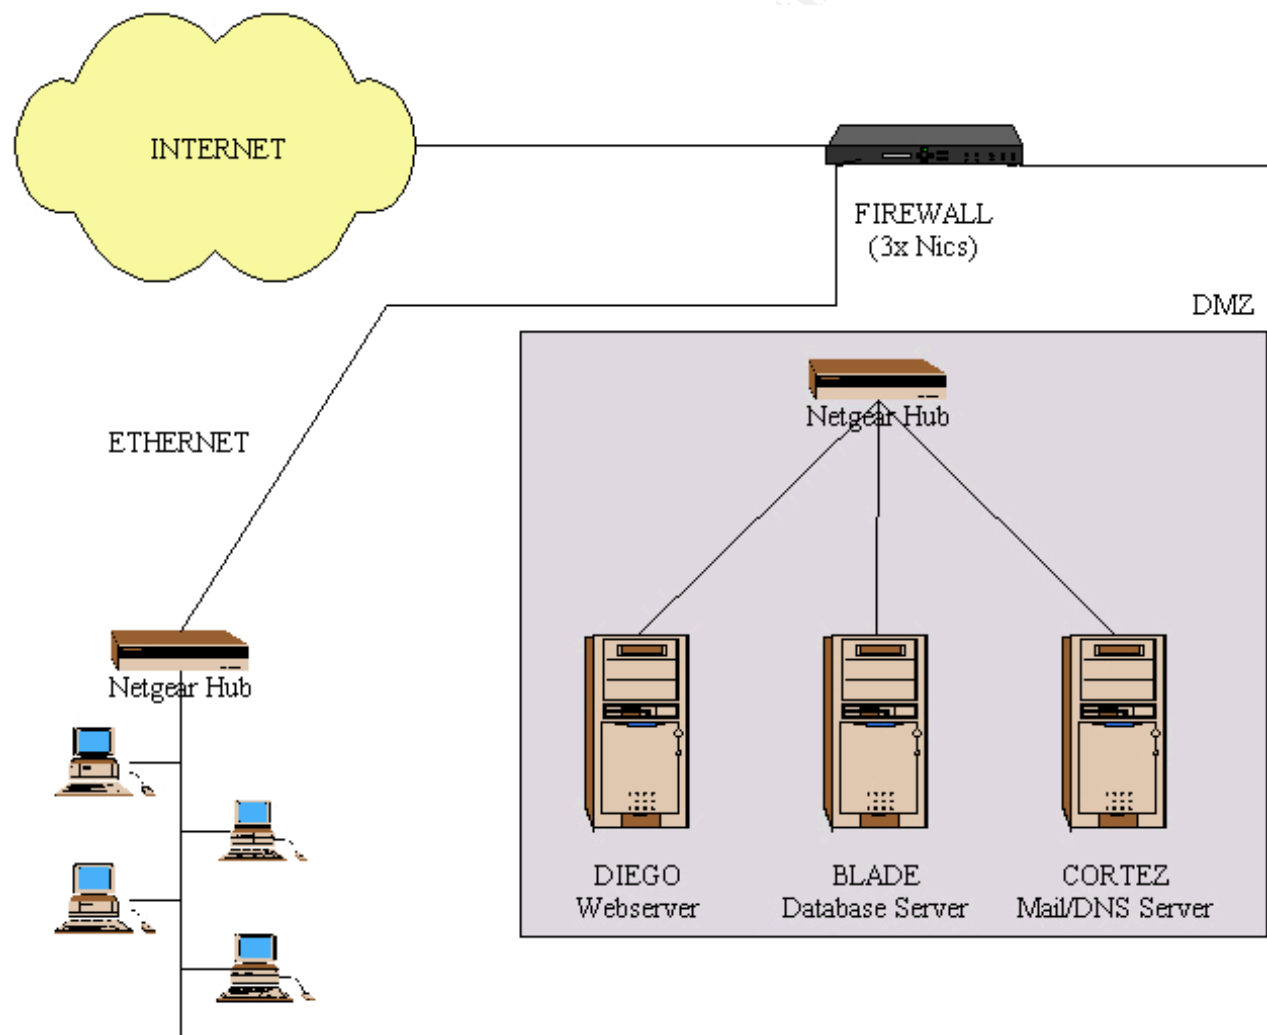 INTERNET
FIREWALL
(3x Nics)
DMZ
Netgear Hub
ETHERNET
Netgear Hub
DIEGO
Webserver
BLADE
Database Server
CORTEZ
Mail/DNS Server